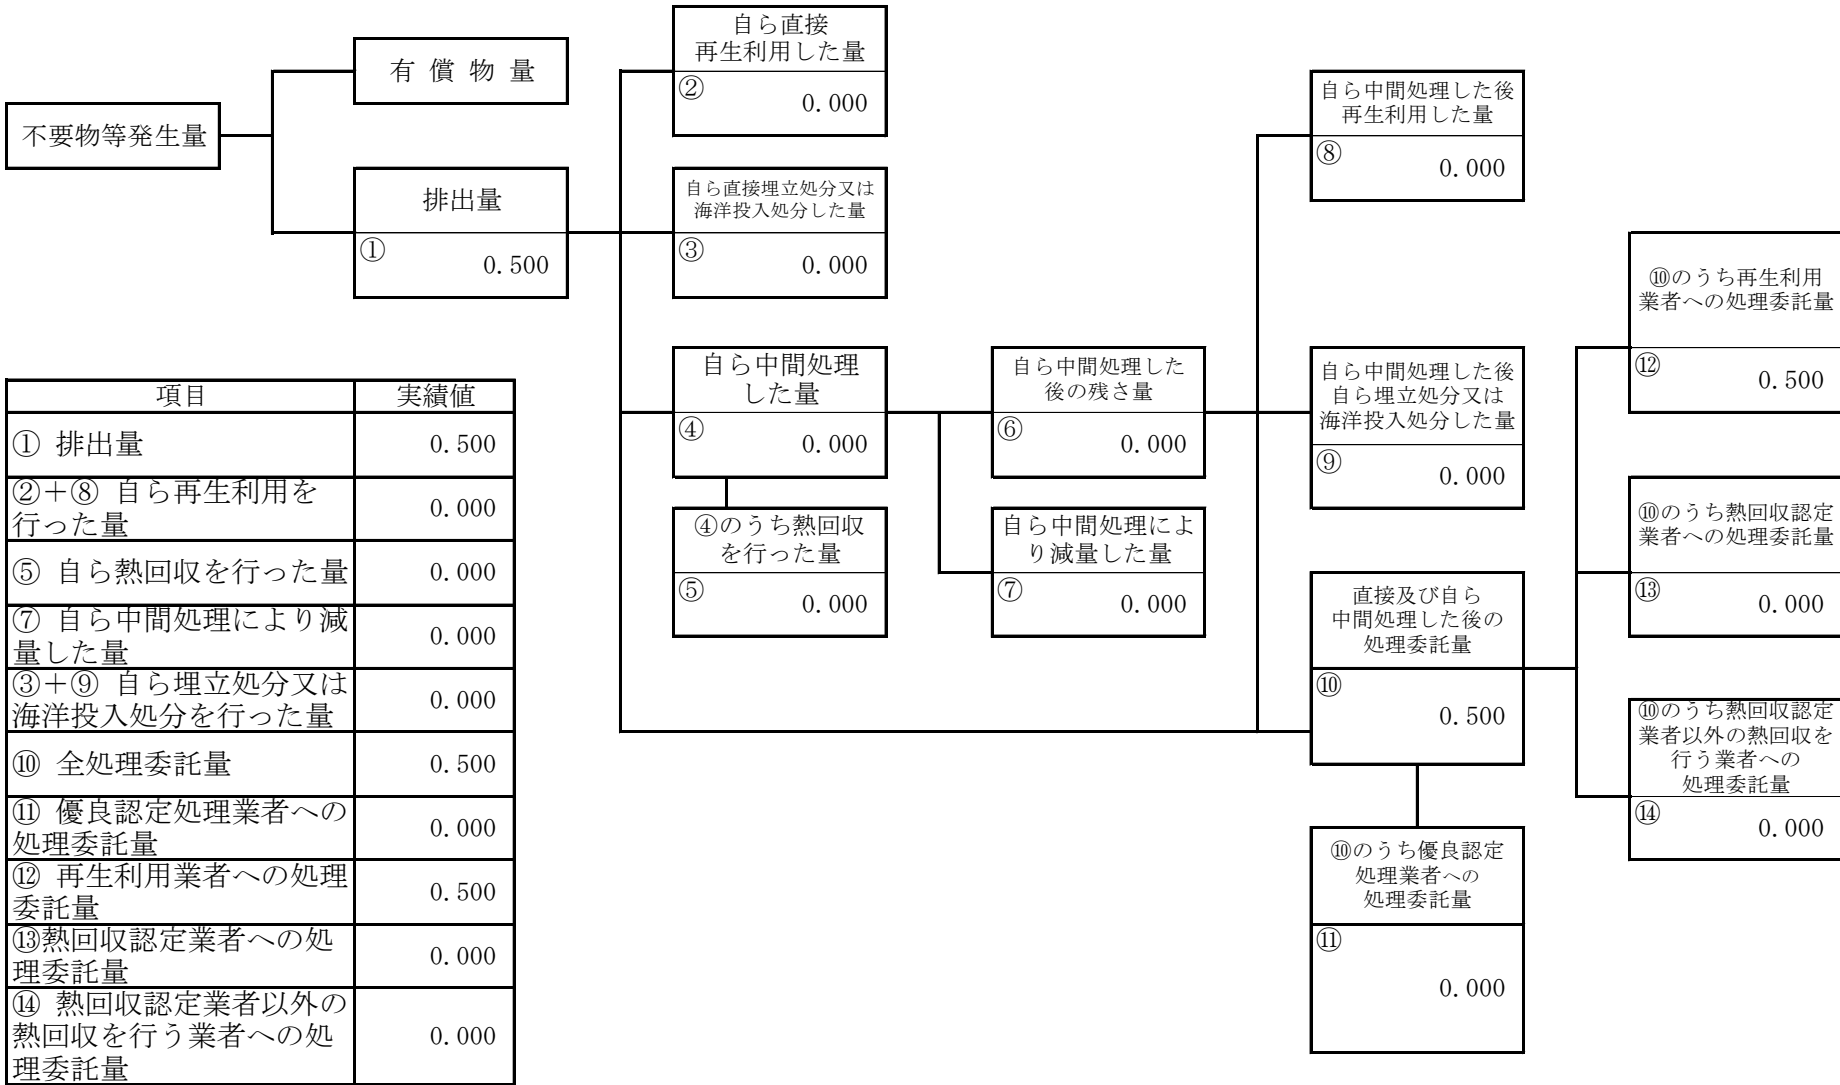 不要物等発生量
有 償 物 量
排出量
①
0.500
自ら直接
再生利用した量
②
0.000
自ら直接埋立処分又は
海洋投入処分した量
③
0.000
自ら中間処理
した量
④
0.000
④のうち熱回収
を行った量
⑤
0.000
自ら中間処理した
後の残さ量
⑥
0.000
自ら中間処理によ
り減量した量
⑦
0.000
自ら中間処理した後
再生利用した量
⑧
0.000
自ら中間処理した後
自ら埋立処分又は
海洋投入処分した量
⑨
0.000
直接及び自ら
中間処理した後の
処理委託量
⑩
0.500
⑩のうち優良認定
処理業者への
処理委託量
⑪
0.000
⑩のうち再生利用
業者への処理委託量
⑫
0.500
⑩のうち熱回収認定
業者への処理委託量
⑬
0.000
⑩のうち熱回収認定
業者以外の熱回収を
行う業者への
処理委託量
⑭
0.000
項目 実績値
① 排出量 0.500
②＋⑧ 自ら再生利用を
行った量 0.000
⑤ 自ら熱回収を行った量 0.000
⑦ 自ら中間処理により減
量した量 0.000
③＋⑨ 自ら埋立処分又は
海洋投入処分を行った量 0.000
⑩ 全処理委託量 0.500
⑪ 優良認定処理業者への
処理委託量 0.000
⑫ 再生利用業者への処理
委託量 0.500
⑬熱回収認定業者への処
理委託量 0.000
⑭ 熱回収認定業者以外の
熱回収を行う業者への処
理委託量 0.000